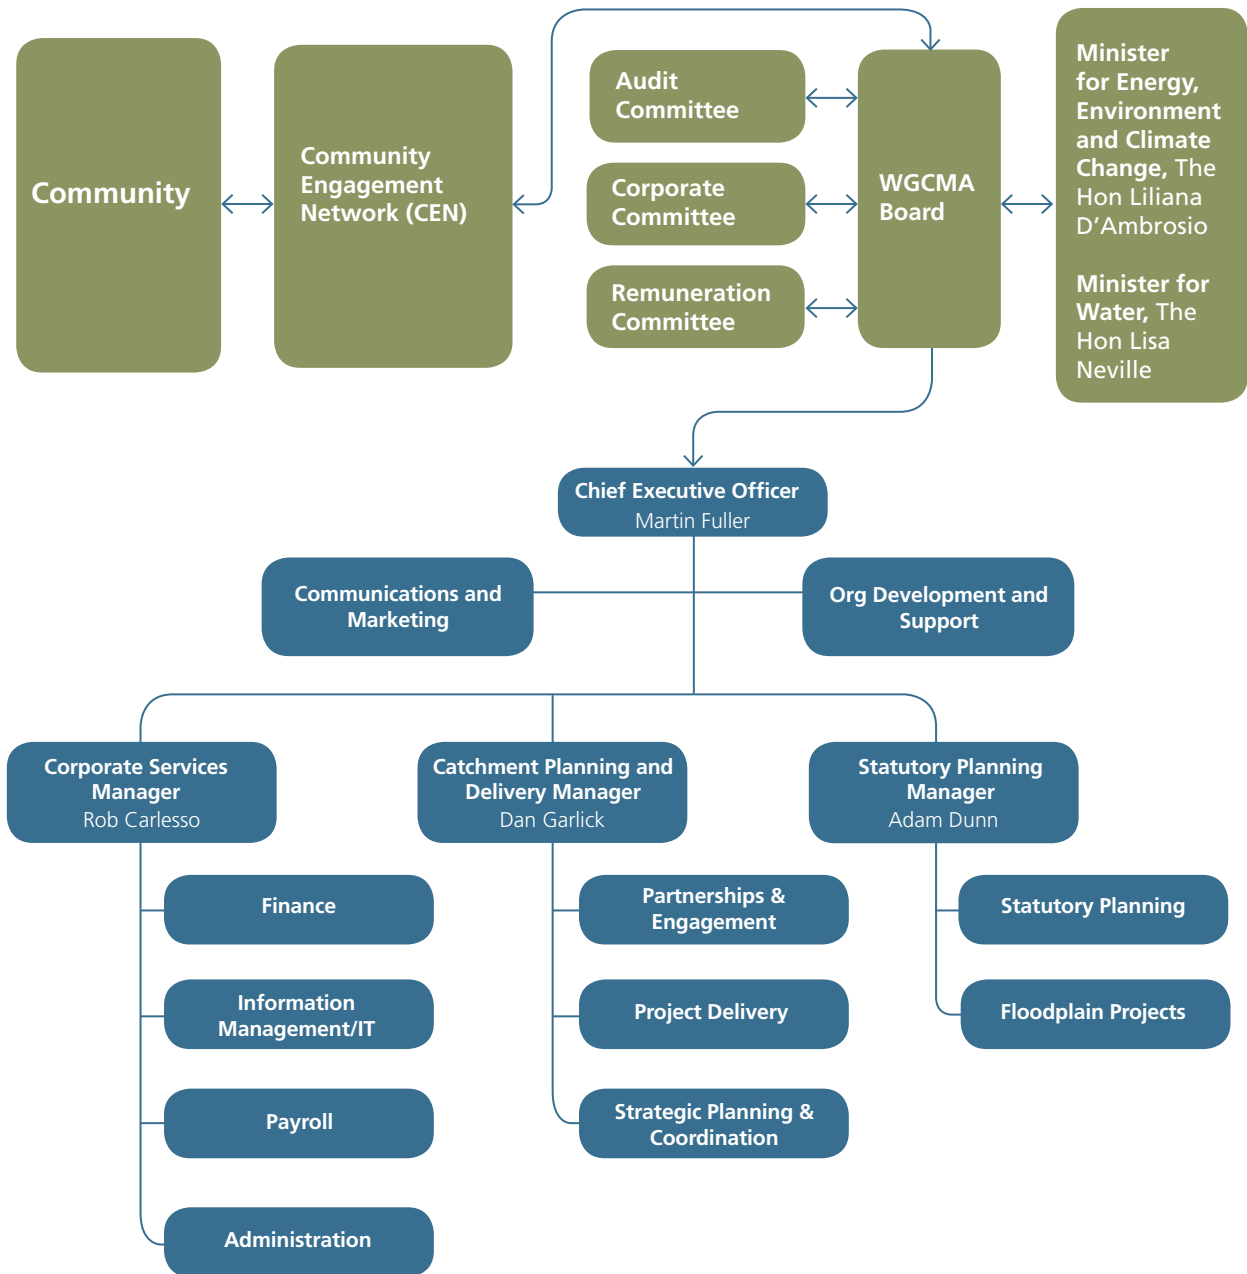 Community
Community
Engagement
Network (CEN)
Audit
Committee
Corporate
Committee
Remuneration
Committee
WGCMA
Board
Minister
for Energy,
Environment
and Climate
Change, The
Hon Liliana
D’Ambrosio
Minister for
Water, The
Hon Lisa
Neville
Chief Executive Officer
Martin Fuller
Communications and
Marketing
Org Development and
Support
Corporate Services
Manager
Rob Carlesso
Catchment Planning and
Delivery Manager
Dan Garlick
Statutory Planning
Manager
Adam Dunn
Finance
Information
Management/IT
Payroll
Administration
Partnerships &
Engagement
Project Delivery
Strategic Planning &
Coordination
Statutory Planning
Floodplain Projects